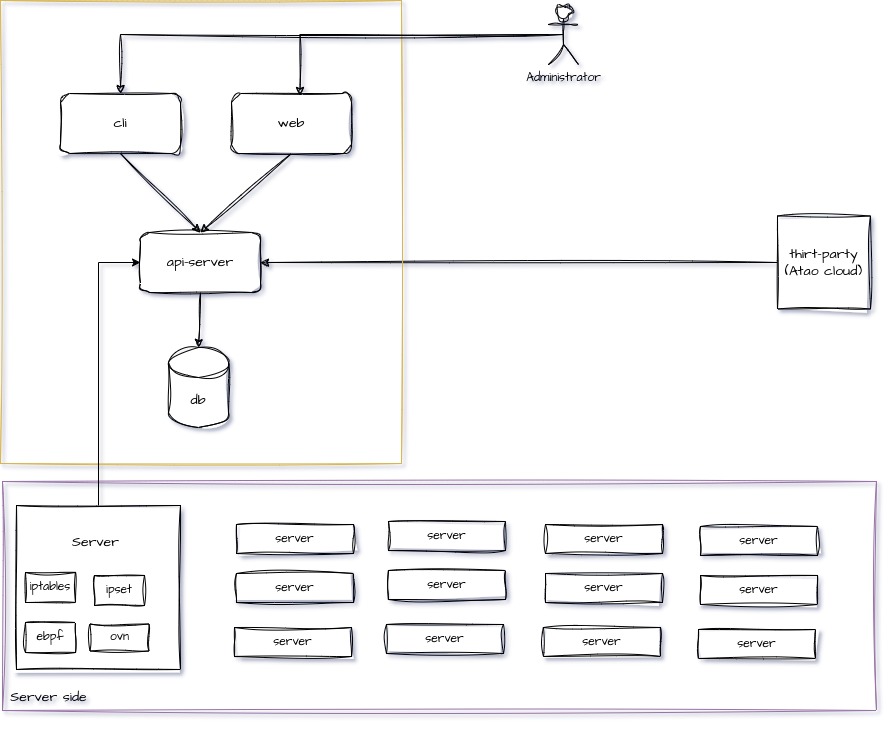 Administrator
cli
web
api-server
thirt-party
(Atao cloud)
db
Server
iptables
ipset
ebpf
ovn
server
server
server
server
server
server
server
server
server
server
server
server
Server side